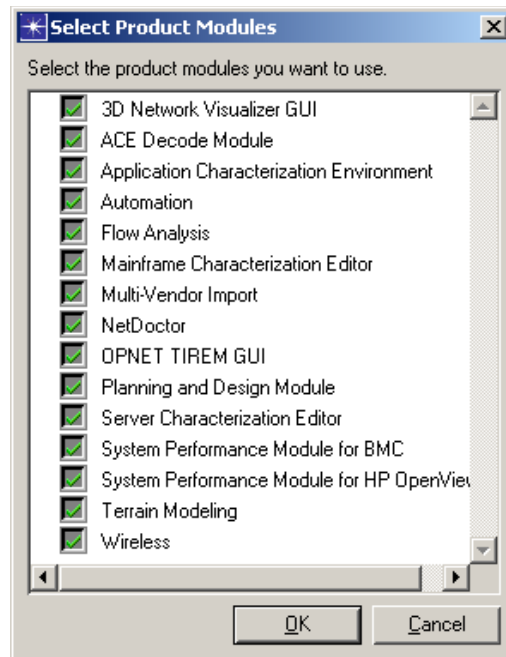 Select Product Modules
Select the product modules you want to use.
3D Network Visualizer GUI
ACE Decode Module
Application Characterization Environment
Automation
Flow Analysis
Mainframe Characterization Editor
Multi-Vendor Import
NetDoctor
OPNET TIREM GUI
Planning and Design Module
Server Characterization Editor
System Performance Module for BMC
System Performance Module for HP OpenView
Terrain Modeling
Wireless
OK Cancel